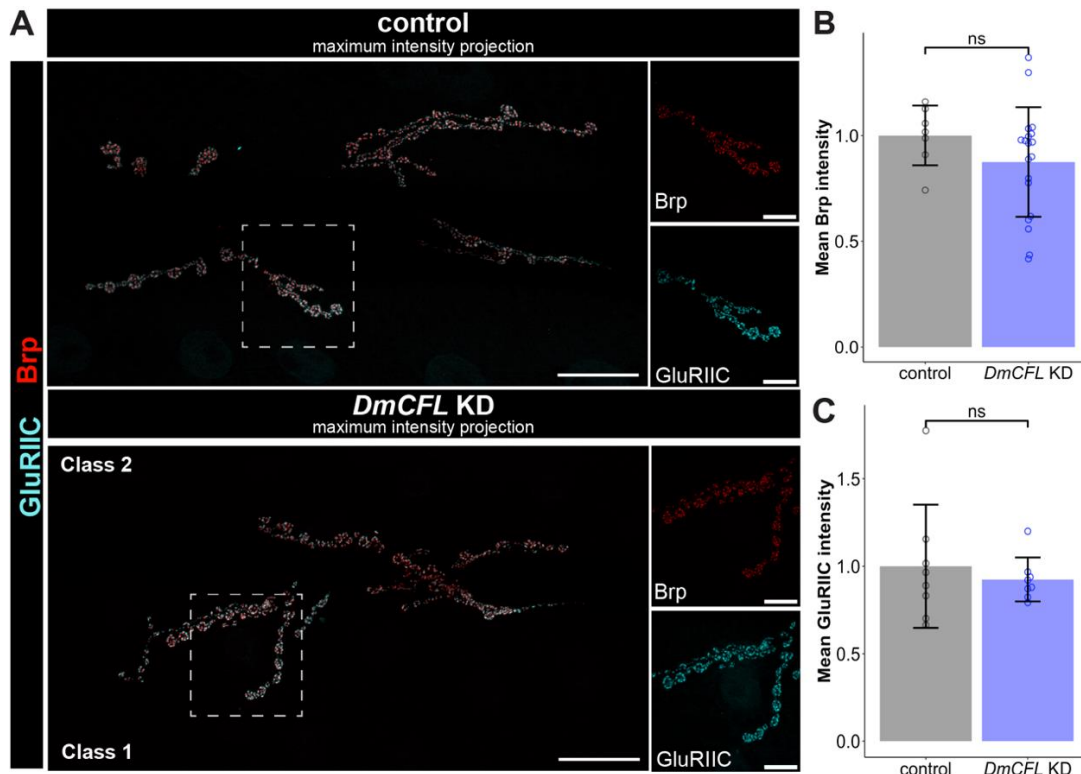 A
control
maximum intensity projection
GluRIIC Brp
Brp
GluRIIC
DmCFL KD
maximum intensity projection
Class 2
Class 1
Brp
GluRIIC
B
ns
Mean Brp intensity
1.0
0.5
0.0
control
DmCFL KD
C
ns
Mean GluRIIC intensity
1.5
1.0
0.5
0.0
control
DmCFL KD